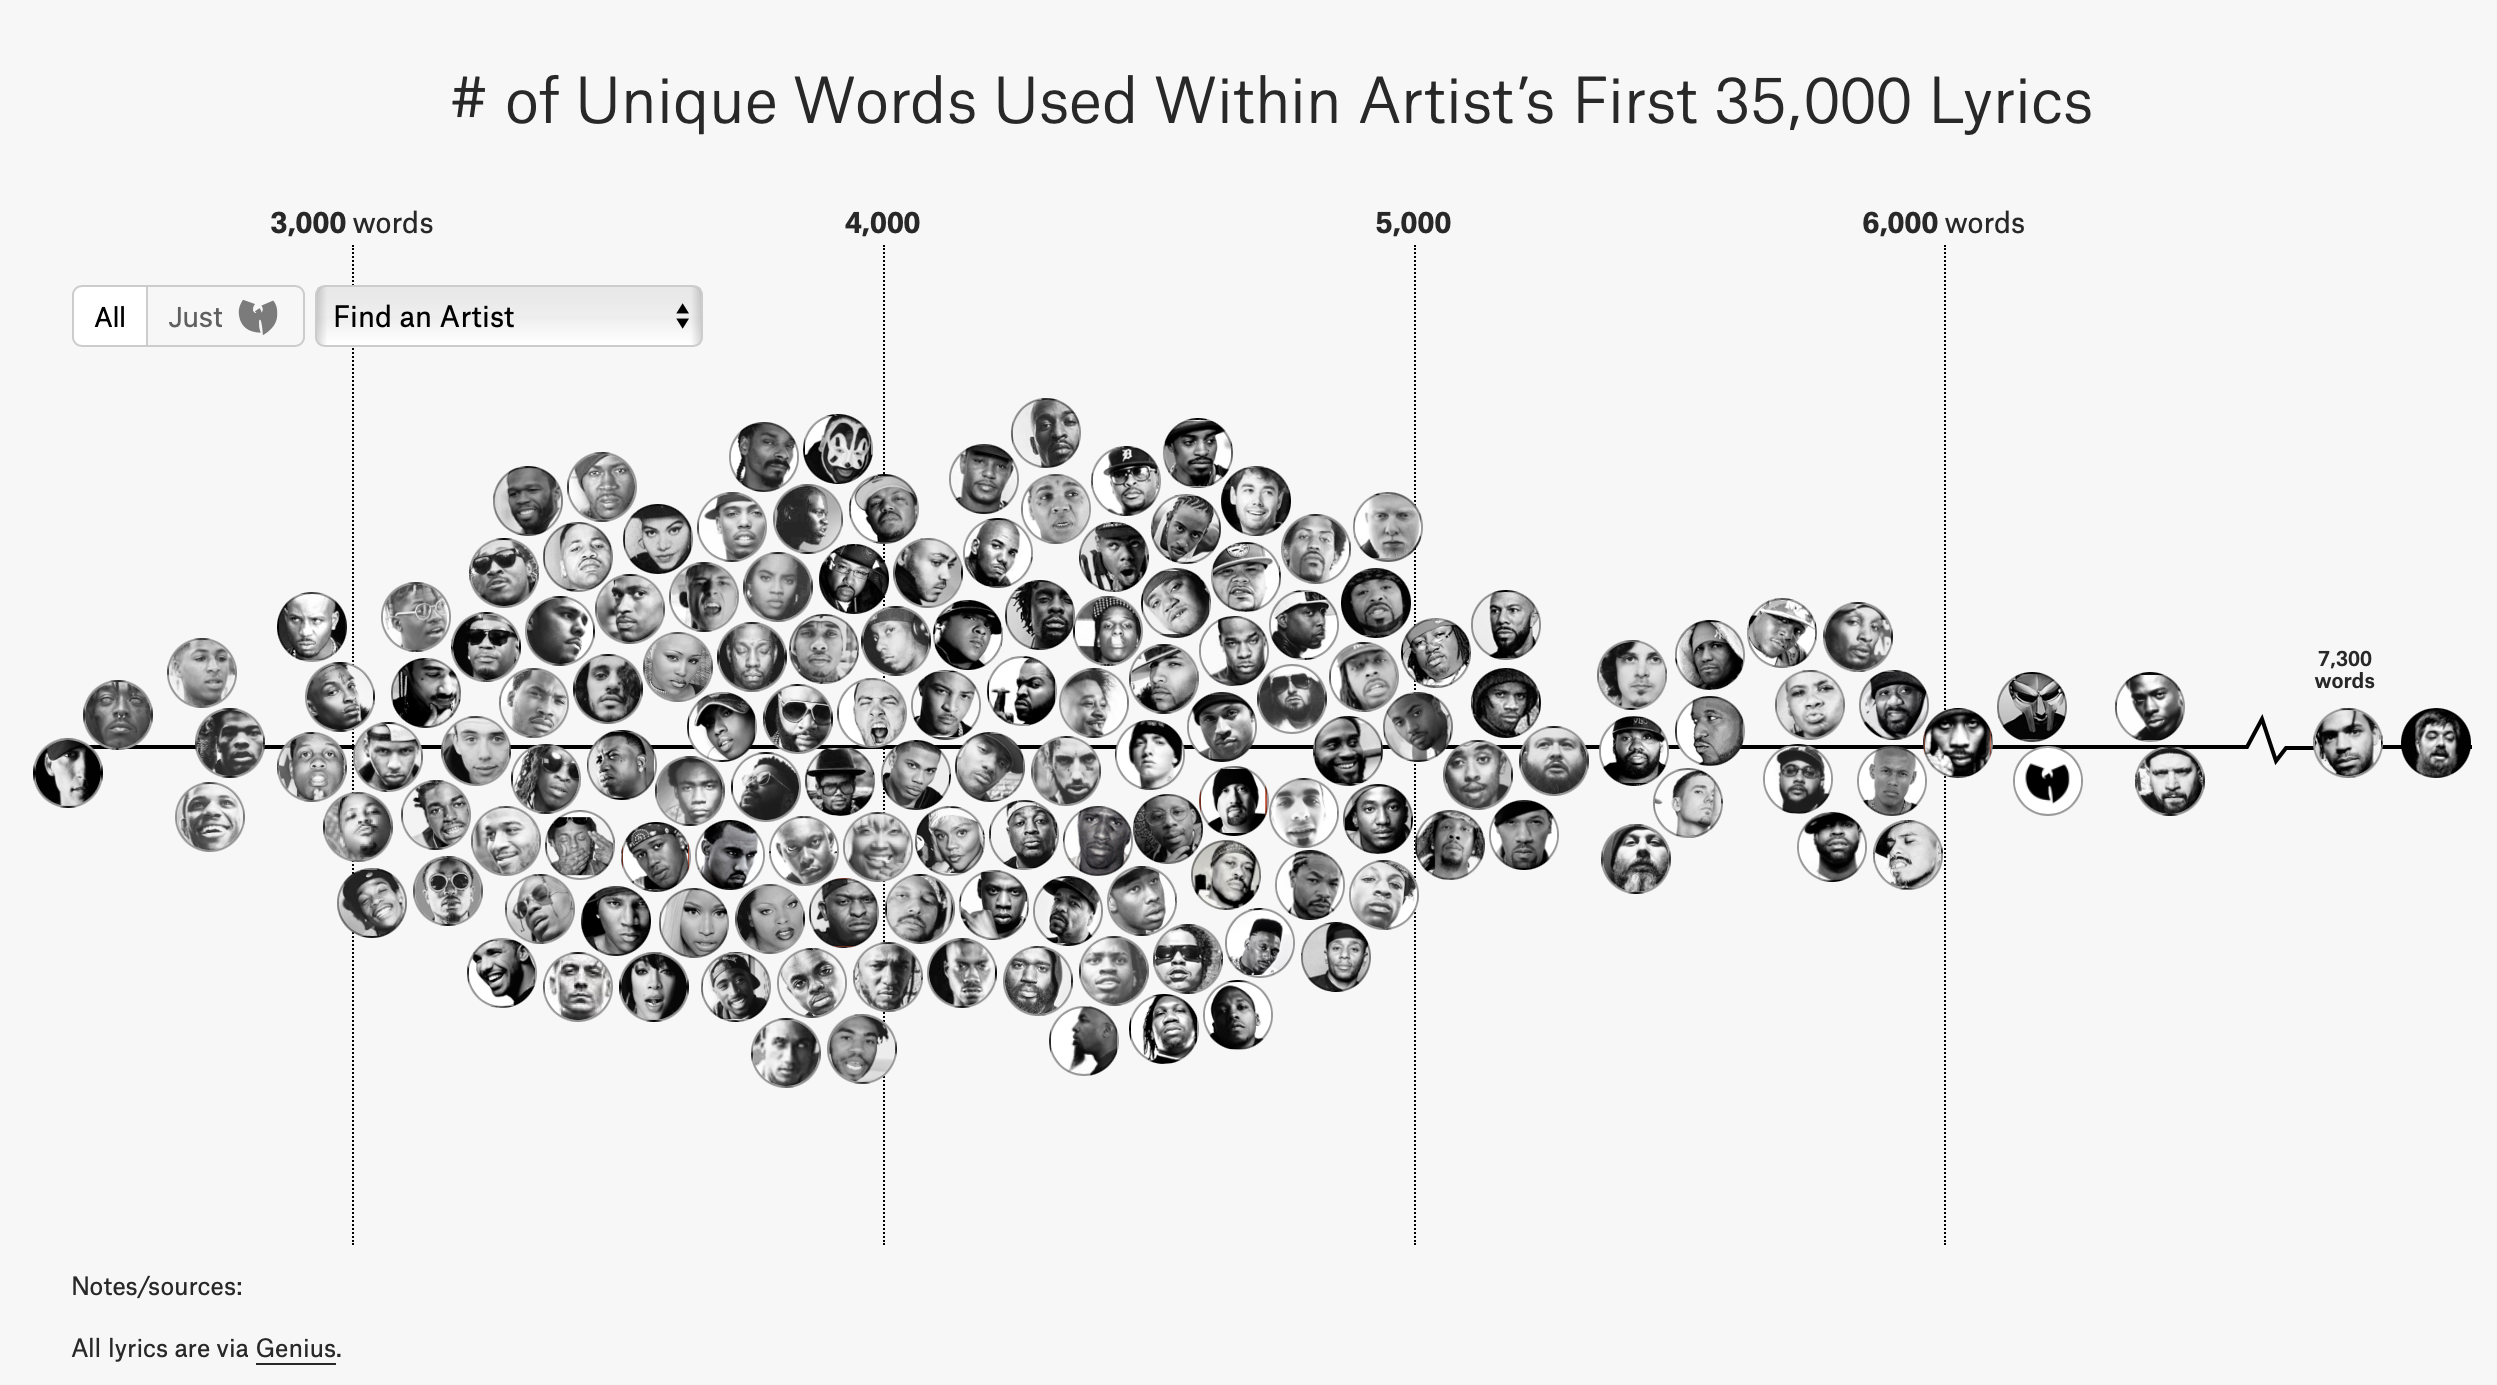 # of Unique Words Used Within Artist’s First 35,000 Lyrics
3,000 words
4,000
5,000
6,000 words
All
Just
Find an Artist
7,300
words
Notes/sources:
All lyrics are via Genius.